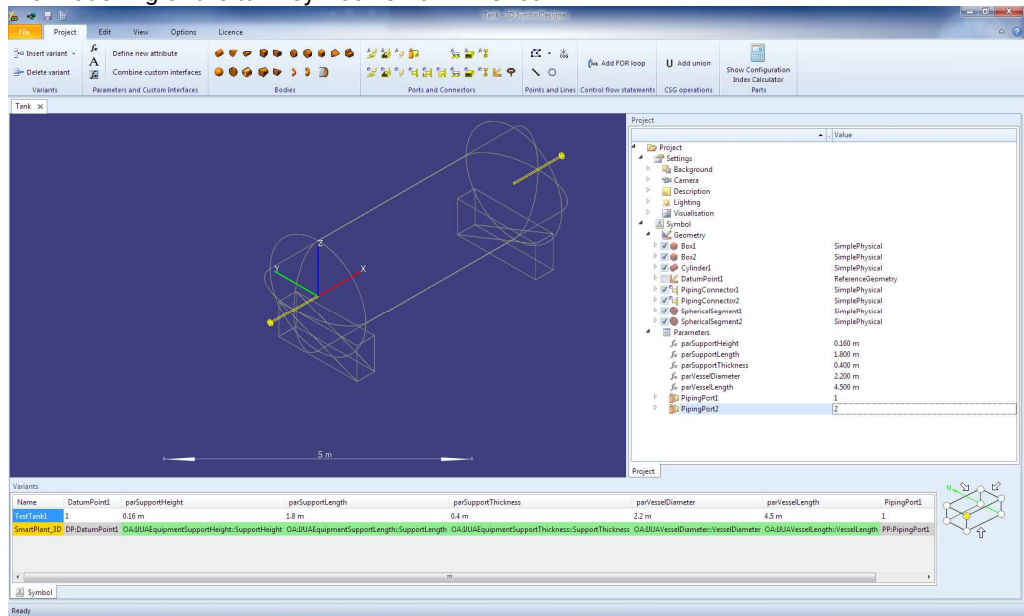 Tank - 3D SymbolDesigner
File Project Edit View Options Licence
Insert variant
Delete variant
Define new attribute
Combine custom interfaces
Add FOR loop
Add union
Show Configuration
Index Calculator
Variants Parameters and Custom Interfaces Bodies Ports and Connectors Points and Lines Control flow statements CSG operations Parts
Tank
Z
Y
X
5 m
Project
Value
Project
Settings
Background
Camera
Description
Lighting
Visualisation
Symbol
Geometry
Box1 SimplePhysical
Box2 SimplePhysical
Cylinder1 SimplePhysical
DatumPoint1 ReferenceGeometry
PipingConnector1 SimplePhysical
PipingConnector2 SimplePhysical
SphericalSegment1 SimplePhysical
SphericalSegment2 SimplePhysical
Parameters
parSupportHeight 0.160 m
parSupportLength 1.800 m
parSupportThickness 0.400 m
parVesselDiameter 2.200 m
parVesselLength 4.500 m
PipingPort1 1
PipingPort2 2
Project
Variants
Name DatumPoint1 parSupportHeight parSupportLength parSupportThickness parVesselDiameter parVesselLength PipingPort1
TestTank1 1 0.16 m 1.8 m 0.4 m 2.2 m 4.5 m 1
SmartPlant_3D DP:DatumPoint1 OA:IJUAEquipmentSupportHeight::SupportHeight OA:IJUAEquipmentSupportLength::SupportLength OA:IJUAEquipmentSupportThickness::SupportThickness OA:IJUAVesselDiameter::VesselDiameter OA:IJUAVesselLength::VesselLength PP:PipingPort1
N
Symbol
Ready